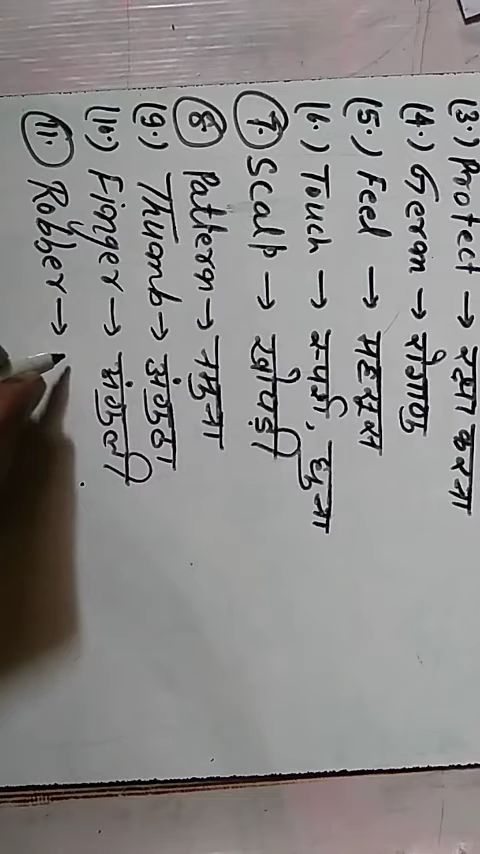 (3.) Protect → रक्षा करना
(4.) Germ → रोगाणु
(5.) Feel → महसूस
(6.) Touch → स्पर्श, छुना
7. Scalp → खोपड़ी
8. Pattern → नमुना
(9.) Thumb → अंगुठा
(10.) Finger → अंगुली
11. Robber →